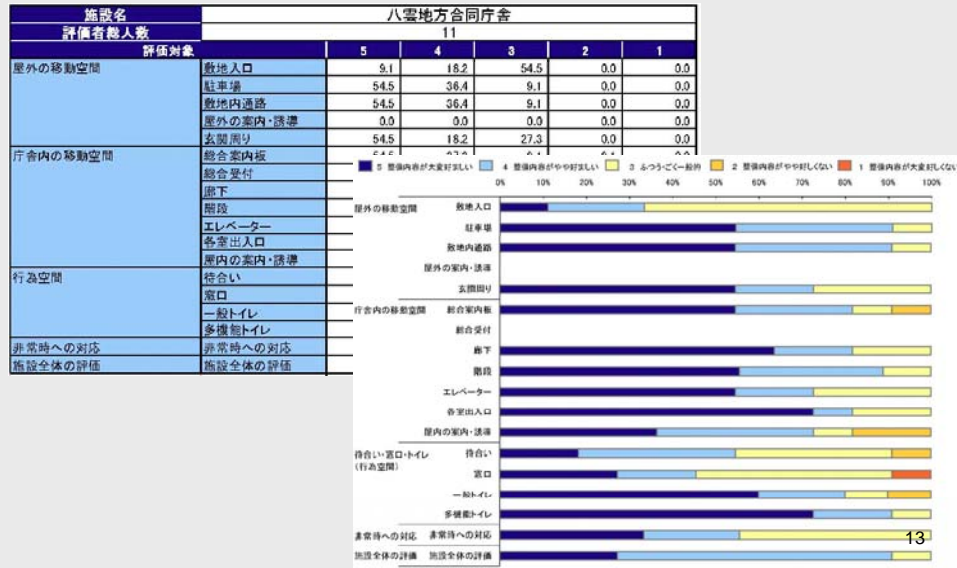 施設名 八雲地方合同庁舎
評価者総人数 11
評価対象 5 4 3 2 1
屋外の移動空間 敷地入口 9.1 18.2 54.5 0.0 0.0
駐車場 54.5 36.4 9.1 0.0 0.0
敷地内通路 54.5 36.4 9.1 0.0 0.0
屋外の案内・誘導 0.0 0.0 0.0 0.0 0.0
玄関周り 54.5 18.2 27.3 0.0 0.0
庁舎内の移動空間 総合案内板
総合受付
廊下
階段
エレベーター
各室出入口
屋内の案内・誘導
行為空間 待合い
窓口
一般トイレ
多機能トイレ
非常時への対応 非常時への対応
施設全体の評価 施設全体の評価
5 整備内容が大変好ましい 4 整備内容がやや好ましい 3 ふつう・ごく一般的 2 整備内容がやや好しくない 1 整備内容が大変好しくない
0% 10% 20% 30% 40% 50% 60% 70% 80% 90% 100%
屋外の移動空間 敷地入口
駐車場
敷地内通路
屋外の案内・誘導
玄関周り
庁舎内の移動空間 総合案内板
総合受付
廊下
階段
エレベーター
各室出入口
屋内の案内・誘導
待合い・窓口・トイレ 待合い
(行為空間)
窓口
一般トイレ
多機能トイレ
非常時への対応 非常時への対応
施設全体の評価 施設全体の評価
13